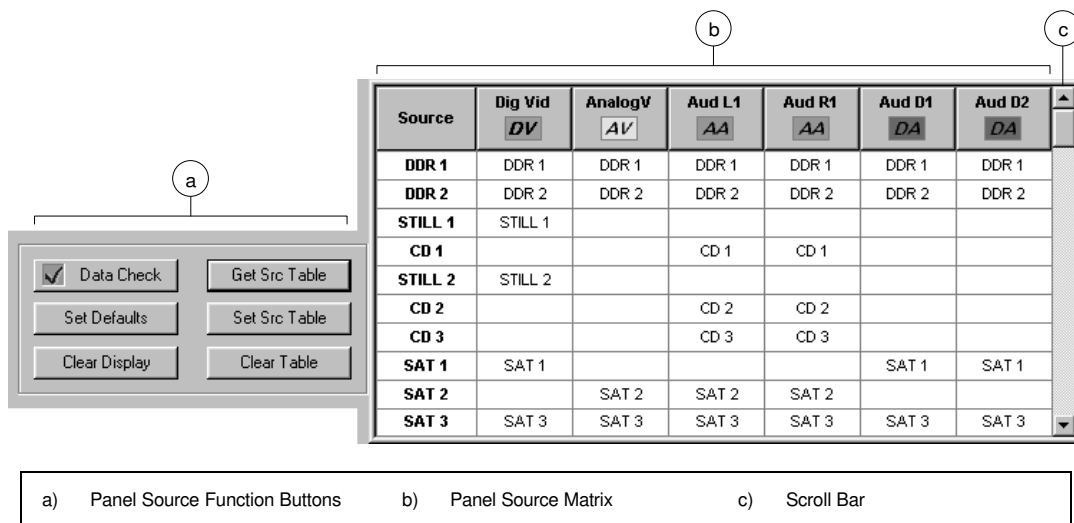 b
c
a
Source Dig Vid AnalogV Aud L1 Aud R1 Aud D1 Aud D2
DV AV AA AA DA DA
DDR 1 DDR 1 DDR 1 DDR 1 DDR 1 DDR 1 DDR 1
DDR 2 DDR 2 DDR 2 DDR 2 DDR 2 DDR 2 DDR 2
STILL 1 STILL 1
CD 1 CD 1 CD 1
STILL 2 STILL 2
CD 2 CD 2 CD 2
CD 3 CD 3 CD 3
SAT 1 SAT 1 SAT 1 SAT 1
SAT 2 SAT 2 SAT 2 SAT 2
SAT 3 SAT 3 SAT 3 SAT 3 SAT 3 SAT 3 SAT 3
Data Check Get Src Table
Set Defaults Set Src Table
Clear Display Clear Table
a) Panel Source Function Buttons b) Panel Source Matrix c) Scroll Bar